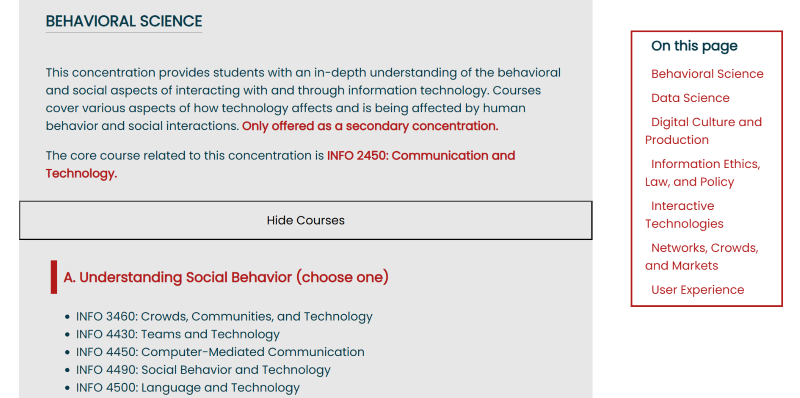 BEHAVIORAL SCIENCE
This concentration provides students with an in-depth understanding of the behavioral
and social aspects of interacting with and through information technology. Courses
cover various aspects of how technology affects and is being affected by human
behavior and social interactions. Only offered as a secondary concentration.
The core course related to this concentration is INFO 2450: Communication and
Technology.
Hide Courses
A. Understanding Social Behavior (choose one)
• INFO 3460: Crowds, Communities, and Technology
• INFO 4430: Teams and Technology
• INFO 4450: Computer-Mediated Communication
• INFO 4490: Social Behavior and Technology
• INFO 4500: Language and Technology
On this page
Behavioral Science
Data Science
Digital Culture and
Production
Information Ethics,
Law, and Policy
Interactive
Technologies
Networks, Crowds,
and Markets
User Experience